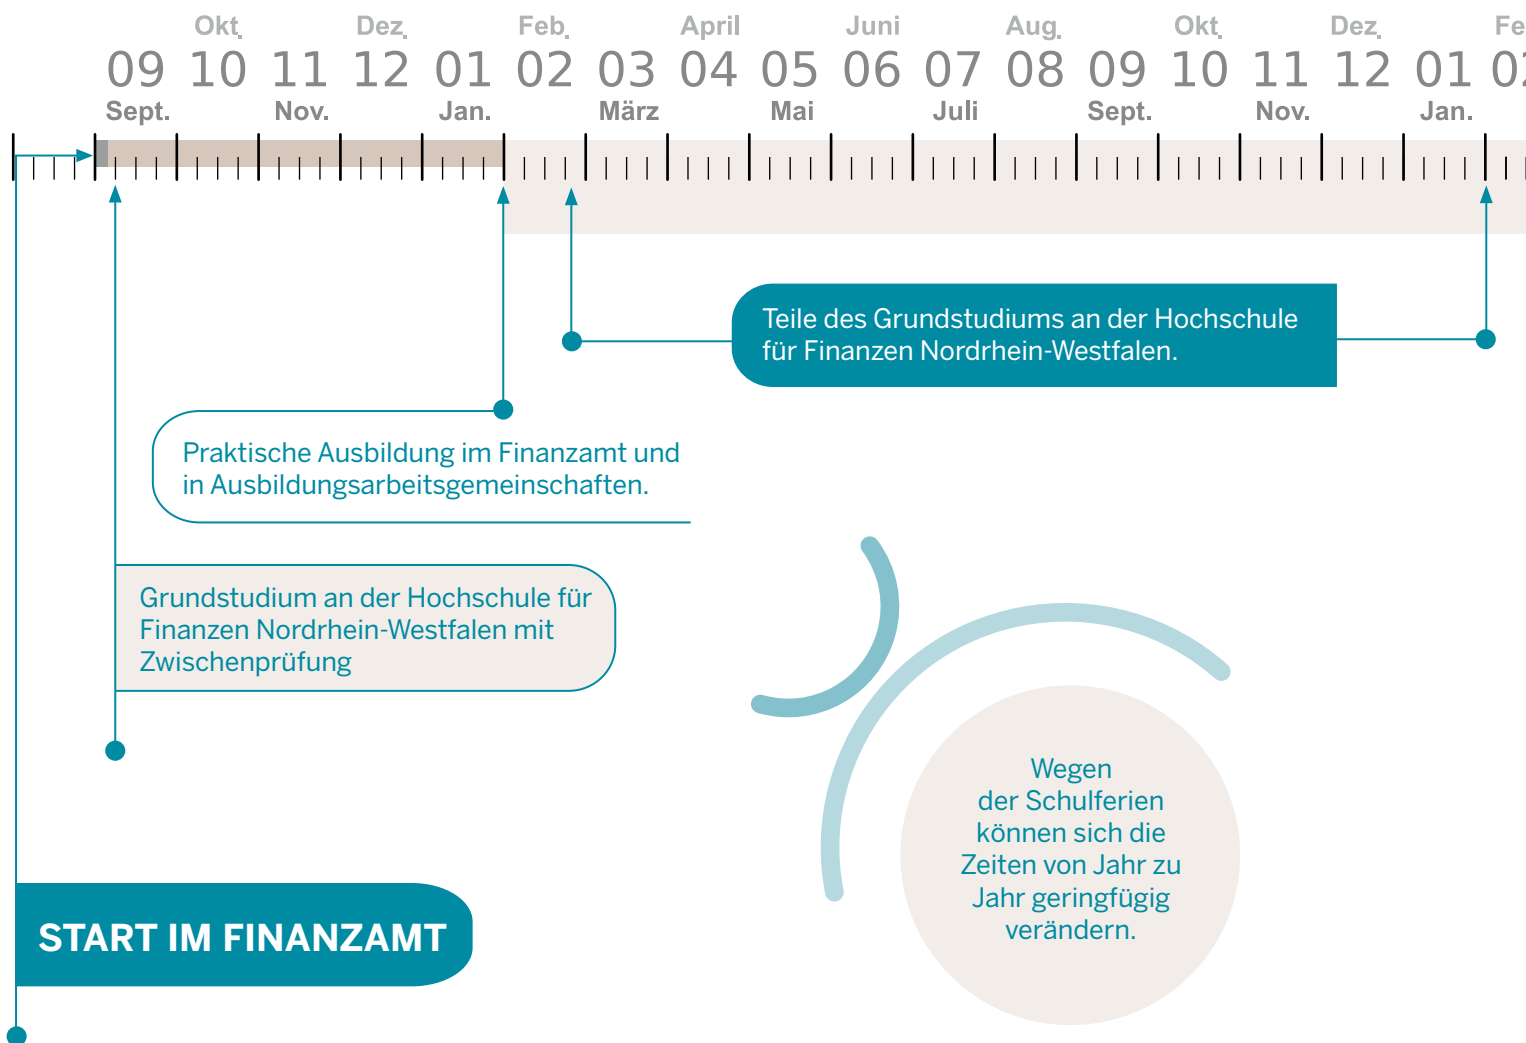 Okt.
Dez.
Feb.
April
Juni
Aug.
Okt.
Dez.
Fe
09 10 11 12 01 02 03 04 05 06 07 08 09 10 11 12 01 02
Sept.
Nov.
Jan.
März
Mai
Juli
Sept.
Nov.
Jan.
Teile des Grundstudiums an der Hochschule
für Finanzen Nordrhein-Westfalen.
Praktische Ausbildung im Finanzamt und
in Ausbildungsarbeitsgemeinschaften.
Grundstudium an der Hochschule für
Finanzen Nordrhein-Westfalen mit
Zwischenprüfung
Wegen
der Schulferien
können sich die
Zeiten von Jahr zu
Jahr geringfügig
verändern.
START IM FINANZAMT